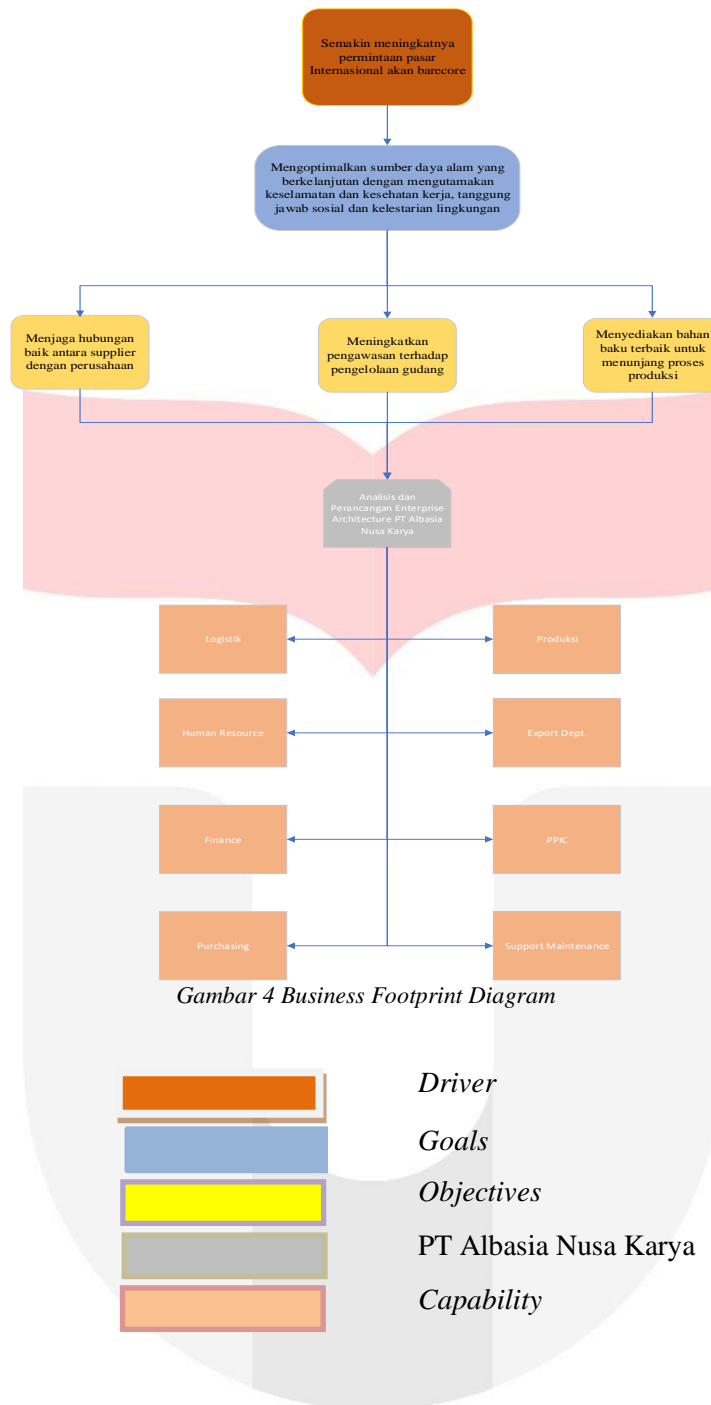 Semakin meningkatnya
permintaan pasar
Internasional akan barecore
Mengoptimalkan sumber daya alam yang
berkelanjutan dengan mengutamakan
keselamatan dan kesehatan kerja, tanggung
jawab sosial dan kelestarian lingkungan
Menjaga hubungan
baik antara supplier
dengan perusahaan
Meningkatkan
pengawasan terhadap
pengelolaan gudang
Menyediakan bahan
baku terbaik untuk
menunjang proses
produksi
Analisis dan
Perancangan Enterprise
Architecture PT Albasia
Nusa Karya
Logistik
Produksi
Human Resource
Export Dept.
Finance
PPIC
Purchasing
Support Maintenance
Gambar 4 Business Footprint Diagram
Driver
Goals
Objectives
PT Albasia Nusa Karya
Capability